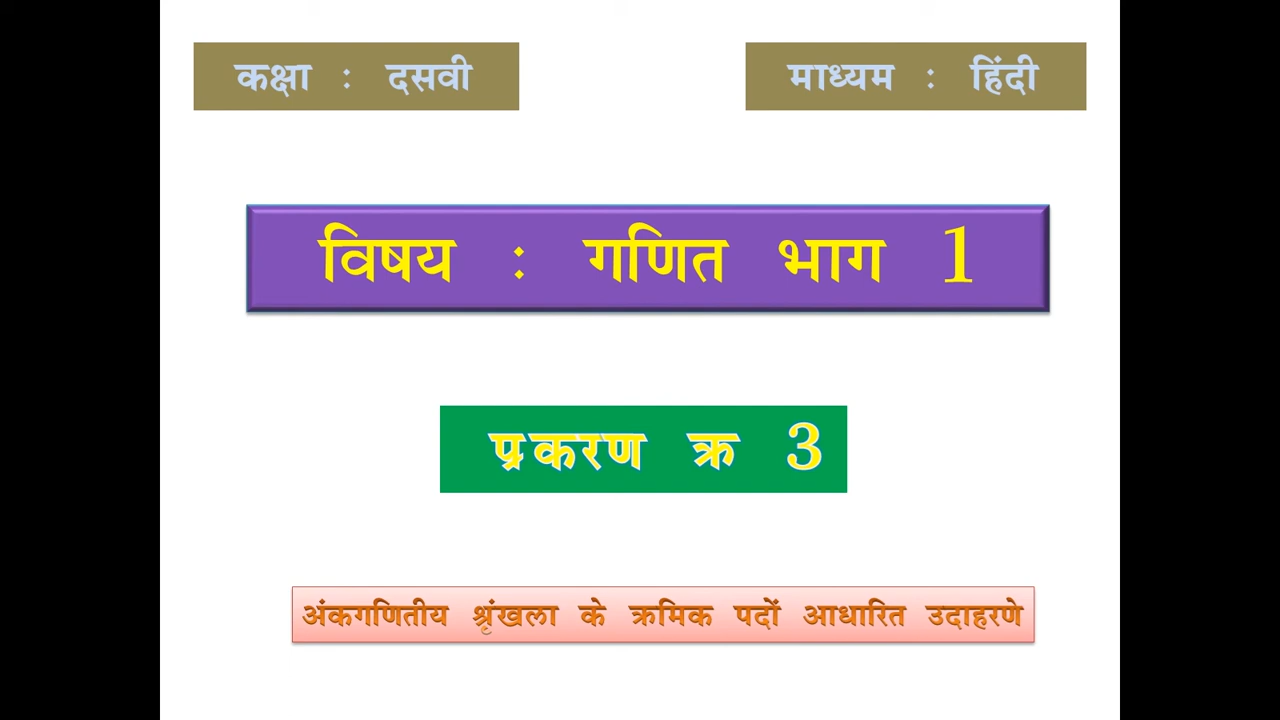 कक्षा : दसवी
माध्यम : हिंदी
विषय : गणित भाग 1
प्रकरण क्र 3
अंकगणितीय श्रृंखला के क्रमिक पदों आधारित उदाहरणे